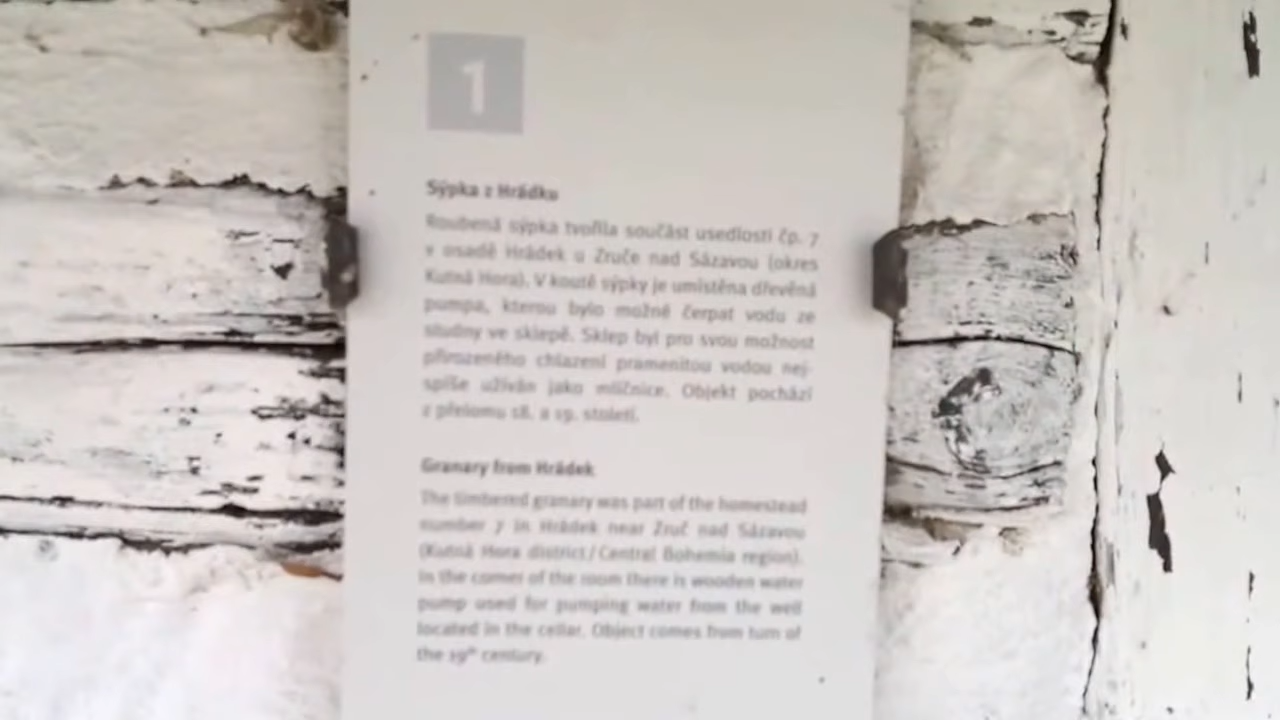 1
Sýpka z Hrádku
Roubená sýpka tvořila součást usedlosti čp. 7
v osadě Hrádek u Zruče nad Sázavou (okres
Kutná Hora). V koutě sýpky je umístěna dřevěná
pumpa, kterou bylo možné čerpat vodu ze
studny ve sklepě. Sklep byl pro svou možnost
přirozeného chlazení pramenitou vodou nej-
spíše užíván jako mléčnice. Objekt pochází
z přelomu 18. a 19. století.
Granary from Hrádek
The timbered granary was part of the homestead
number 7 in Hrádek near Zruč nad Sázavou
(Kutná Hora district / Central Bohemia region).
In the corner of the room there is wooden water
pump used for pumping water from the well
located in the cellar. Object comes from turn of
the 19th century.